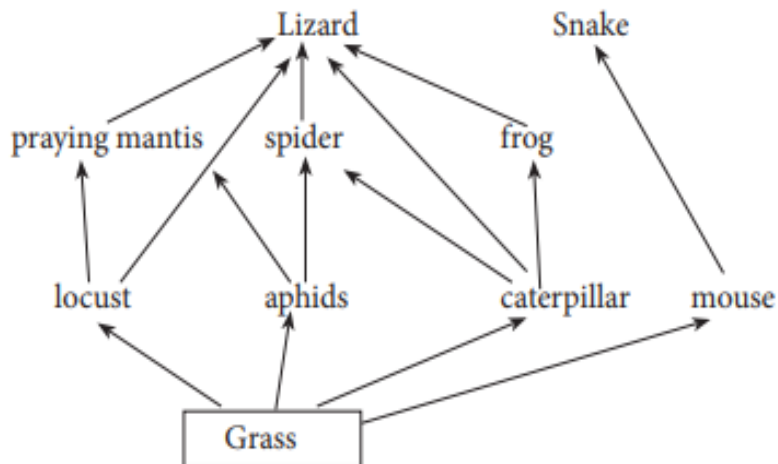 Lizard Snake
praying mantis spider frog
locust aphids caterpillar mouse
Grass